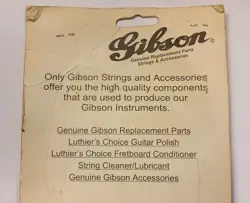 Gibson®
Genuine Replacement Parts
Strings & Accessories
Only Gibson Strings and Accessories
offer you the high quality components
that are used to produce our
Gibson Instruments.
Genuine Gibson Replacement Parts
Luthier's Choice Guitar Polish
Luthier's Choice Fretboard Conditioner
String Cleaner/Lubricant
Genuine Gibson Accessories